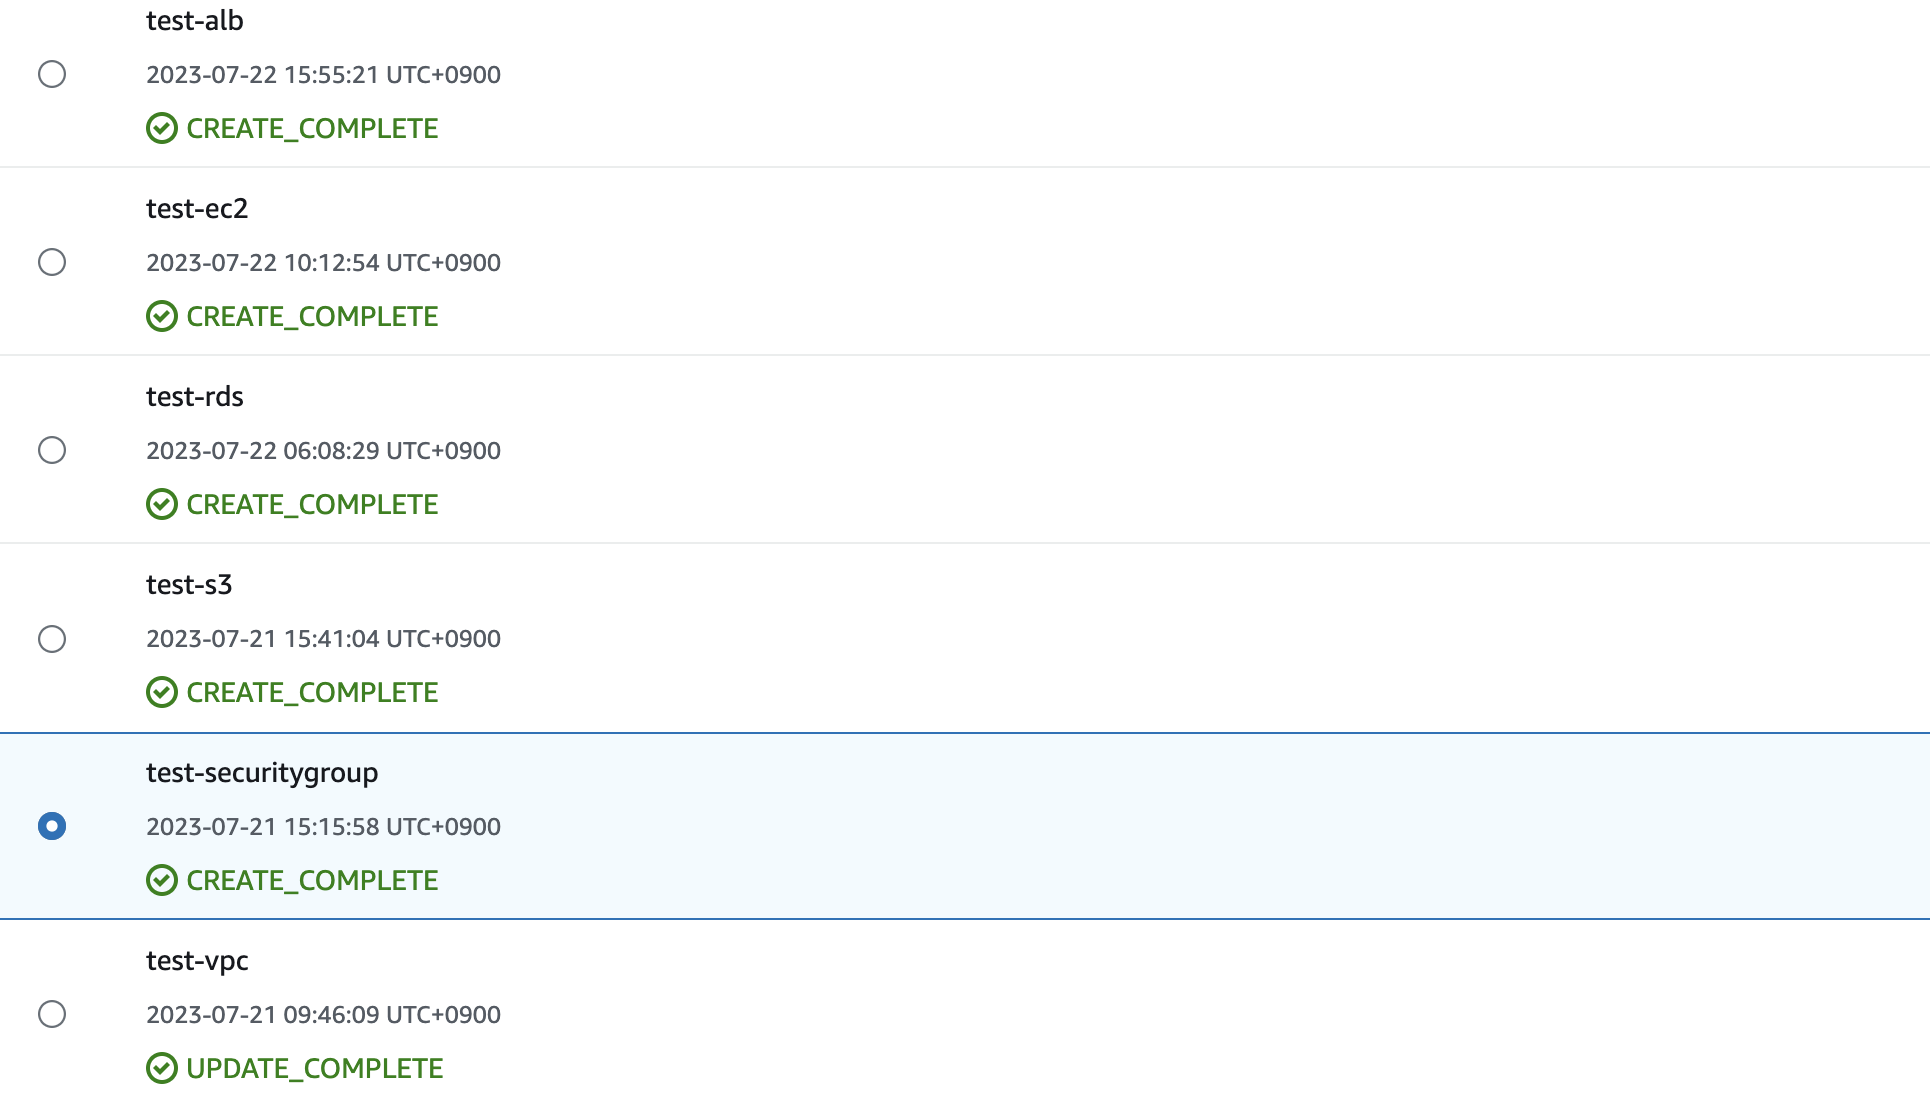 test-alb
2023-07-22 15:55:21 UTC+0900
CREATE_COMPLETE
test-ec2
2023-07-22 10:12:54 UTC+0900
CREATE_COMPLETE
test-rds
2023-07-22 06:08:29 UTC+0900
CREATE_COMPLETE
test-s3
2023-07-21 15:41:04 UTC+0900
CREATE_COMPLETE
test-securitygroup
2023-07-21 15:15:58 UTC+0900
CREATE_COMPLETE
test-vpc
2023-07-21 09:46:09 UTC+0900
UPDATE_COMPLETE